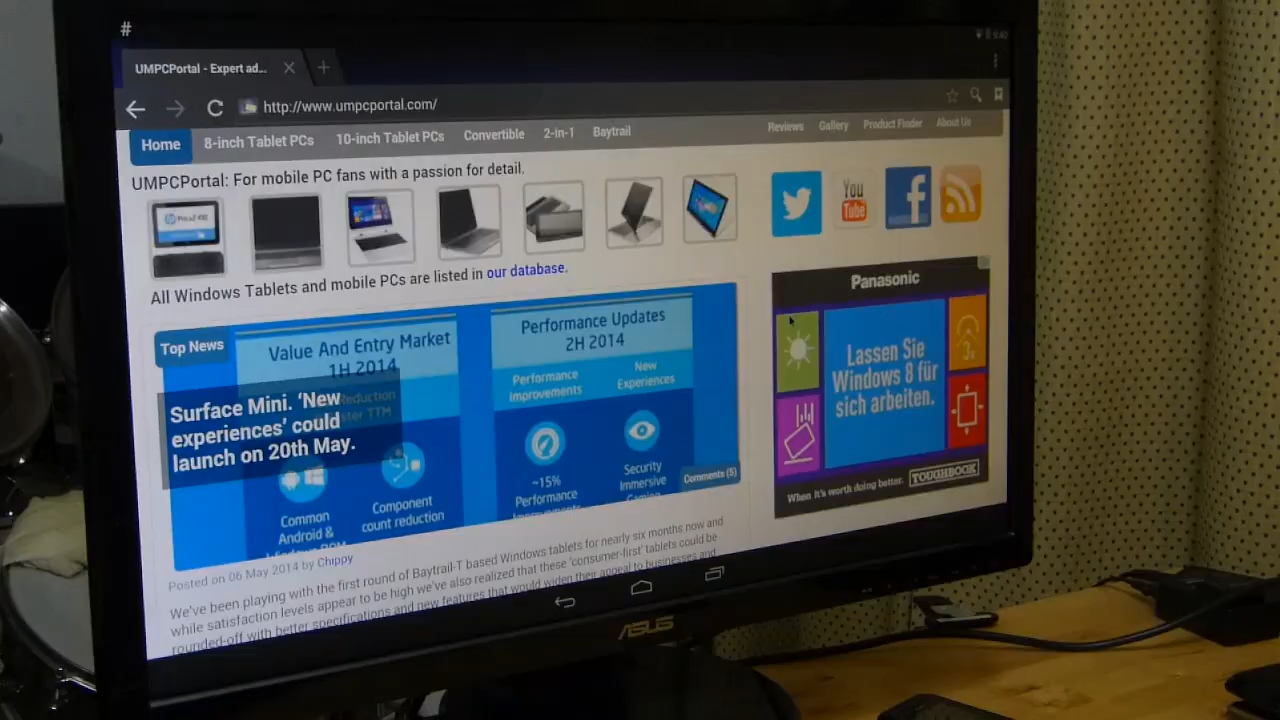 #
9:40
UMPCPortal - Expert ad...
http://www.umpcportal.com/
Home
8-inch Tablet PCs
10-inch Tablet PCs
Convertible
2-in-1
Baytrail
Reviews
Gallery
Product Finder
About Us
UMPCPortal: For mobile PC fans with a passion for detail.
You
Tube
All Windows Tablets and mobile PCs are listed in our database.
Top News
Value And Entry Market
1H 2014
Performance Updates
2H 2014
Performance
Improvements
New
Experiences
Surface Mini. ‘New
experiences’ could
launch on 20th May.
Reduction
TTM
Common
Android &
Component
count reduction
~15%
Performance
Improvements
Security
Immersive
Gaming
Comments (5)
Panasonic
Lassen Sie
Windows 8 für
sich arbeiten.
When it's worth doing better.
TOUGHBOOK
Posted on 06 May 2014 by Chippy
We've been playing with the first round of Baytrail-T based Windows tablets for nearly six months now and
while satisfaction levels appear to be high we've also realized that these 'consumer-first' tablets could be
rounded-off with better specifications and new features that would widen their appeal to businesses and
ASUS